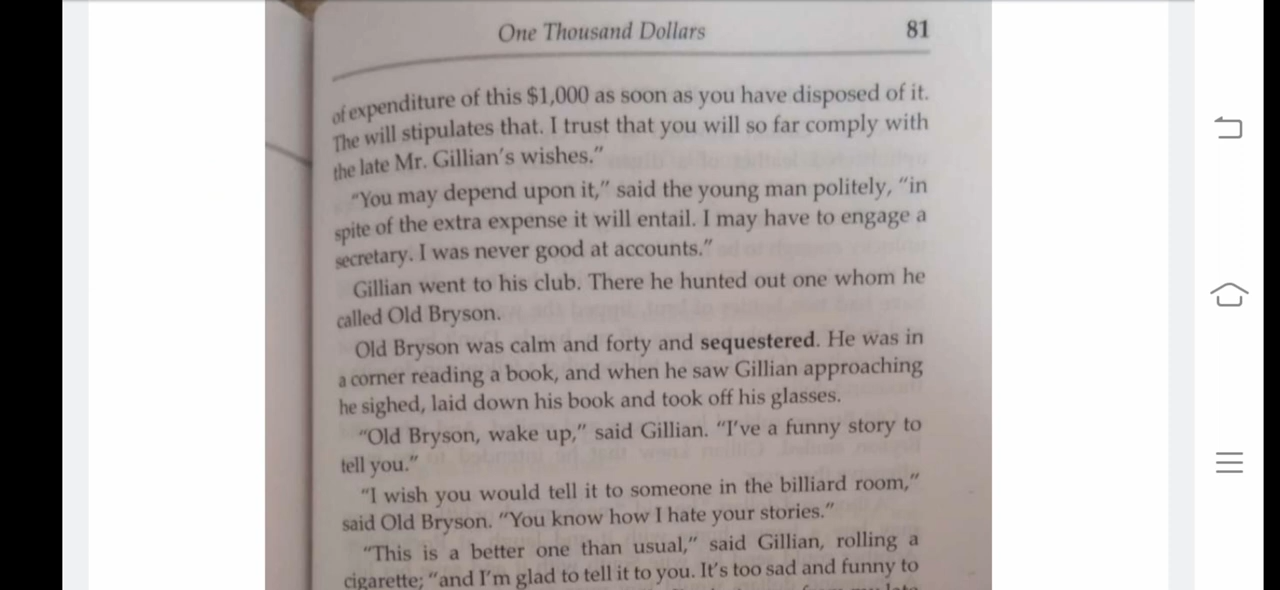 One Thousand Dollars 81
of expenditure of this $1,000 as soon as you have disposed of it.
The will stipulates that. I trust that you will so far comply with
the late Mr. Gillian's wishes."
"You may depend upon it," said the young man politely, "in
spite of the extra expense it will entail. I may have to engage a
secretary. I was never good at accounts."
Gillian went to his club. There he hunted out one whom he
called Old Bryson.
Old Bryson was calm and forty and sequestered. He was in
a corner reading a book, and when he saw Gillian approaching
he sighed, laid down his book and took off his glasses.
"Old Bryson, wake up," said Gillian. "I've a funny story to
tell you."
"I wish you would tell it to someone in the billiard room,"
said Old Bryson. "You know how I hate your stories."
"This is a better one than usual," said Gillian, rolling a
cigarette; "and I'm glad to tell it to you. It's too sad and funny to